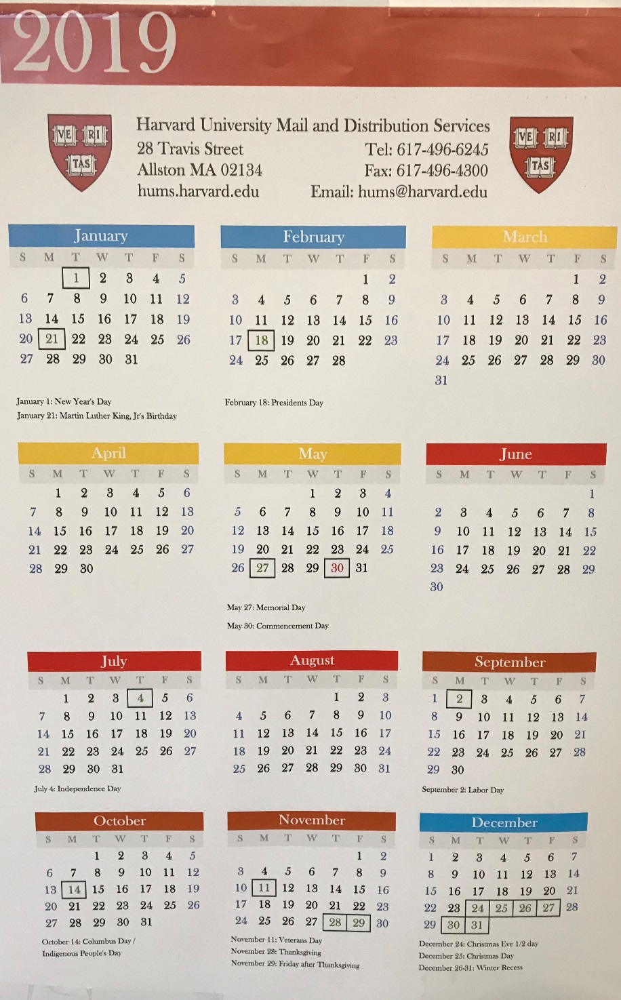 2019
VE RI
TAS
Harvard University Mail and Distribution Services
28 Travis Street Tel: 617-496-6245
Allston MA 02134 Fax: 617-496-4300
hums.harvard.edu Email: hums@harvard.edu
VE RI
TAS
January
S M T W T F S
1 2 3 4 5
6 7 8 9 10 11 12
13 14 15 16 17 18 19
20 21 22 23 24 25 26
27 28 29 30 31
January 1: New Year's Day
January 21: Martin Luther King, Jr's Birthday
February
S M T W T F S
1 2
3 4 5 6 7 8 9
10 11 12 13 14 15 16
17 18 19 20 21 22 23
24 25 26 27 28
February 18: Presidents Day
March
S M T W T F S
1 2
3 4 5 6 7 8 9
10 11 12 13 14 15 16
17 18 19 20 21 22 23
24 25 26 27 28 29 30
31
April
S M T W T F S
1 2 3 4 5 6
7 8 9 10 11 12 13
14 15 16 17 18 19 20
21 22 23 24 25 26 27
28 29 30
May
S M T W T F S
1 2 3 4
5 6 7 8 9 10 11
12 13 14 15 16 17 18
19 20 21 22 23 24 25
26 27 28 29 30 31
May 27: Memorial Day
May 30: Commencement Day
June
S M T W T F S
1
2 3 4 5 6 7 8
9 10 11 12 13 14 15
16 17 18 19 20 21 22
23 24 25 26 27 28 29
30
July
S M T W T F S
1 2 3 4 5 6
7 8 9 10 11 12 13
14 15 16 17 18 19 20
21 22 23 24 25 26 27
28 29 30 31
July 4: Independence Day
August
S M T W T F S
1 2 3
4 5 6 7 8 9 10
11 12 13 14 15 16 17
18 19 20 21 22 23 24
25 26 27 28 29 30 31
September
S M T W T F S
1 2 3 4 5 6 7
8 9 10 11 12 13 14
15 16 17 18 19 20 21
22 23 24 25 26 27 28
29 30
September 2: Labor Day
October
S M T W T F S
1 2 3 4 5
6 7 8 9 10 11 12
13 14 15 16 17 18 19
20 21 22 23 24 25 26
27 28 29 30 31
October 14: Columbus Day /
Indigenous People's Day
November
S M T W T F S
1 2
3 4 5 6 7 8 9
10 11 12 13 14 15 16
17 18 19 20 21 22 23
24 25 26 27 28 29 30
November 11: Veterans Day
November 28: Thanksgiving
November 29: Friday after Thanksgiving
December
S M T W T F S
1 2 3 4 5 6 7
8 9 10 11 12 13 14
15 16 17 18 19 20 21
22 23 24 25 26 27 28
29 30 31
December 24: Christmas Eve 1/2 day
December 25: Christmas Day
December 26-31: Winter Recess